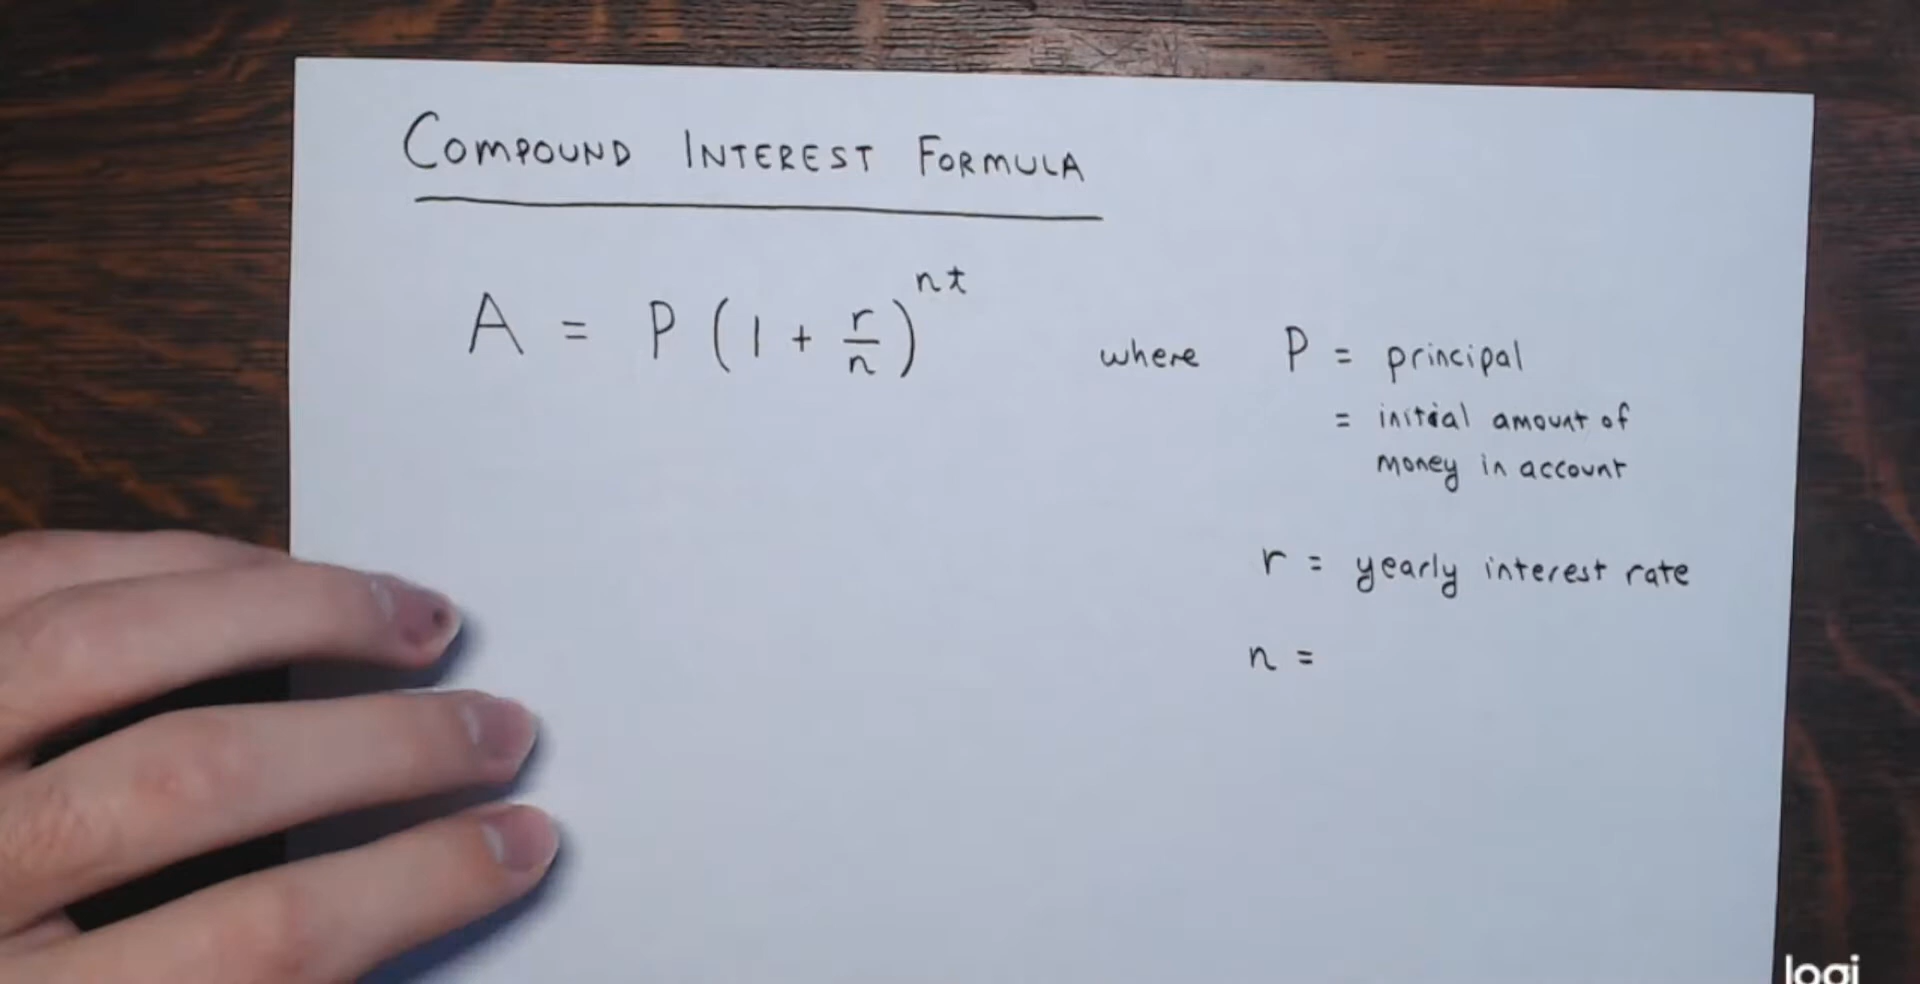 COMPOUND INTEREST FORMULA
A = P (1 + r/n)^nt
where P = principal
= initial amount of
money in account
r = yearly interest rate
n =
logi